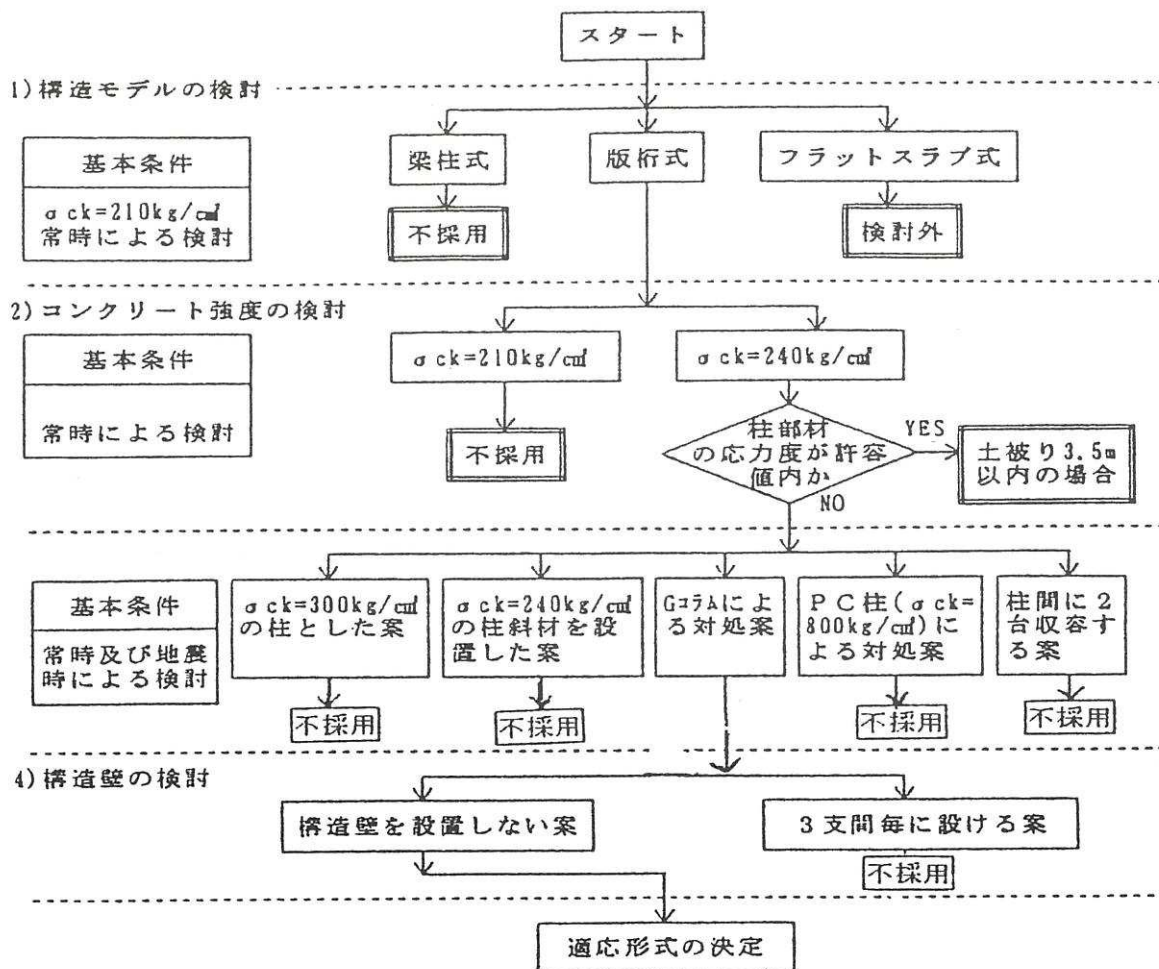 スタート
1)構造モデルの検討
基本条件
σck=210kg/c㎡
常時による検討
梁柱式
版桁式
フラットスラブ式
不採用
検討外
2)コンクリート強度の検討
基本条件
常時による検討
σck=210kg/c㎡
σck=240kg/c㎡
不採用
柱部材
の応力度が許容
値内か
YES
土被り3.5m
以内の場合
NO
基本条件
常時及び地震
時による検討
σck=300kg/c㎡
の柱とした案
σck=240kg/c㎡
の柱斜材を設
置した案
Gコラムによ
る対処案
PC柱(σck=
800kg/c㎡)に
よる対処案
柱間に2
台収容す
る案
不採用
不採用
不採用
不採用
4)構造壁の検討
構造壁を設置しない案
3支間毎に設ける案
不採用
適応形式の決定